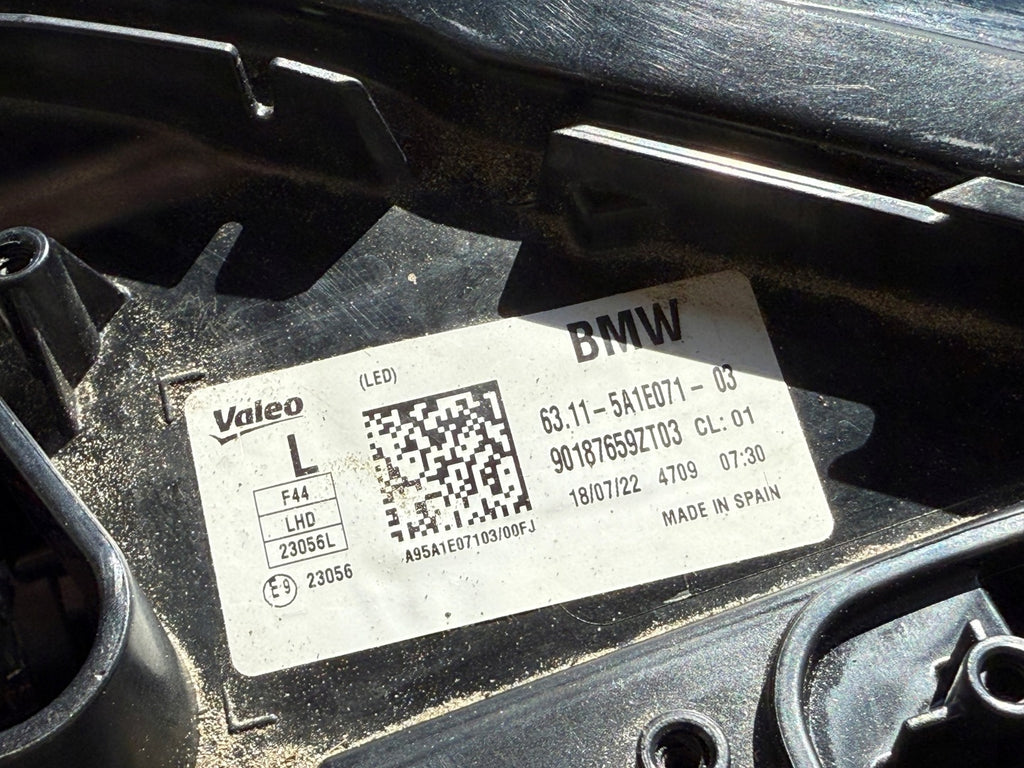 BMW
(LED)
Valeo
L
F44
LHD
23056L
E9 23056
A95A1E07103/00FJ
63.11-5A1E071-03
90187659ZT03 CL: 01
18/07/22 4709 07:30
MADE IN SPAIN